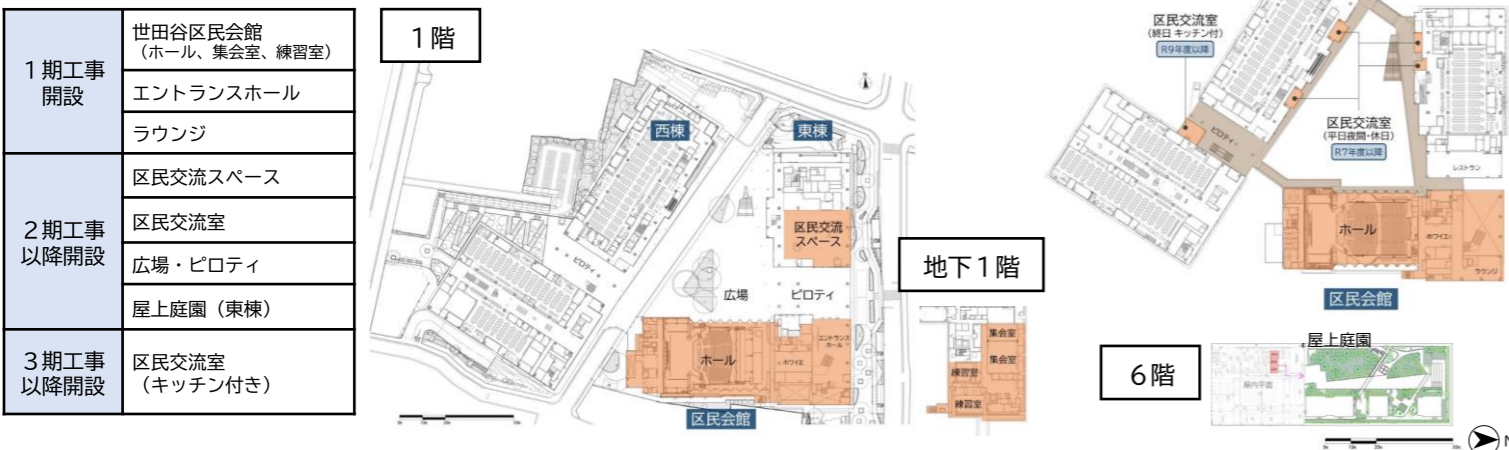 1期工事
開設
世田谷区民会館
（ホール、集会室、練習室）
エントランスホール
ラウンジ
2期工事
以降開設
区民交流スペース
区民交流室
広場・ピロティ
屋上庭園（東棟）
3期工事
以降開設
区民交流室
（キッチン付き）
1階
西棟
東棟
区民交流
スペース
ピロティ
広場
ピロティ
ホール
ホワイエ
エントランス
ホール
区民会館
地下1階
集会室
集会室
練習室
練習室
区民交流室
（終日 キッチン付）
R9年度以降
ピロティ
区民交流室
（平日夜間・休日）
R7年度以降
レストラン
ホール
ホワイエ
ラウンジ
区民会館
6階
屋上庭園
屋内平面
N